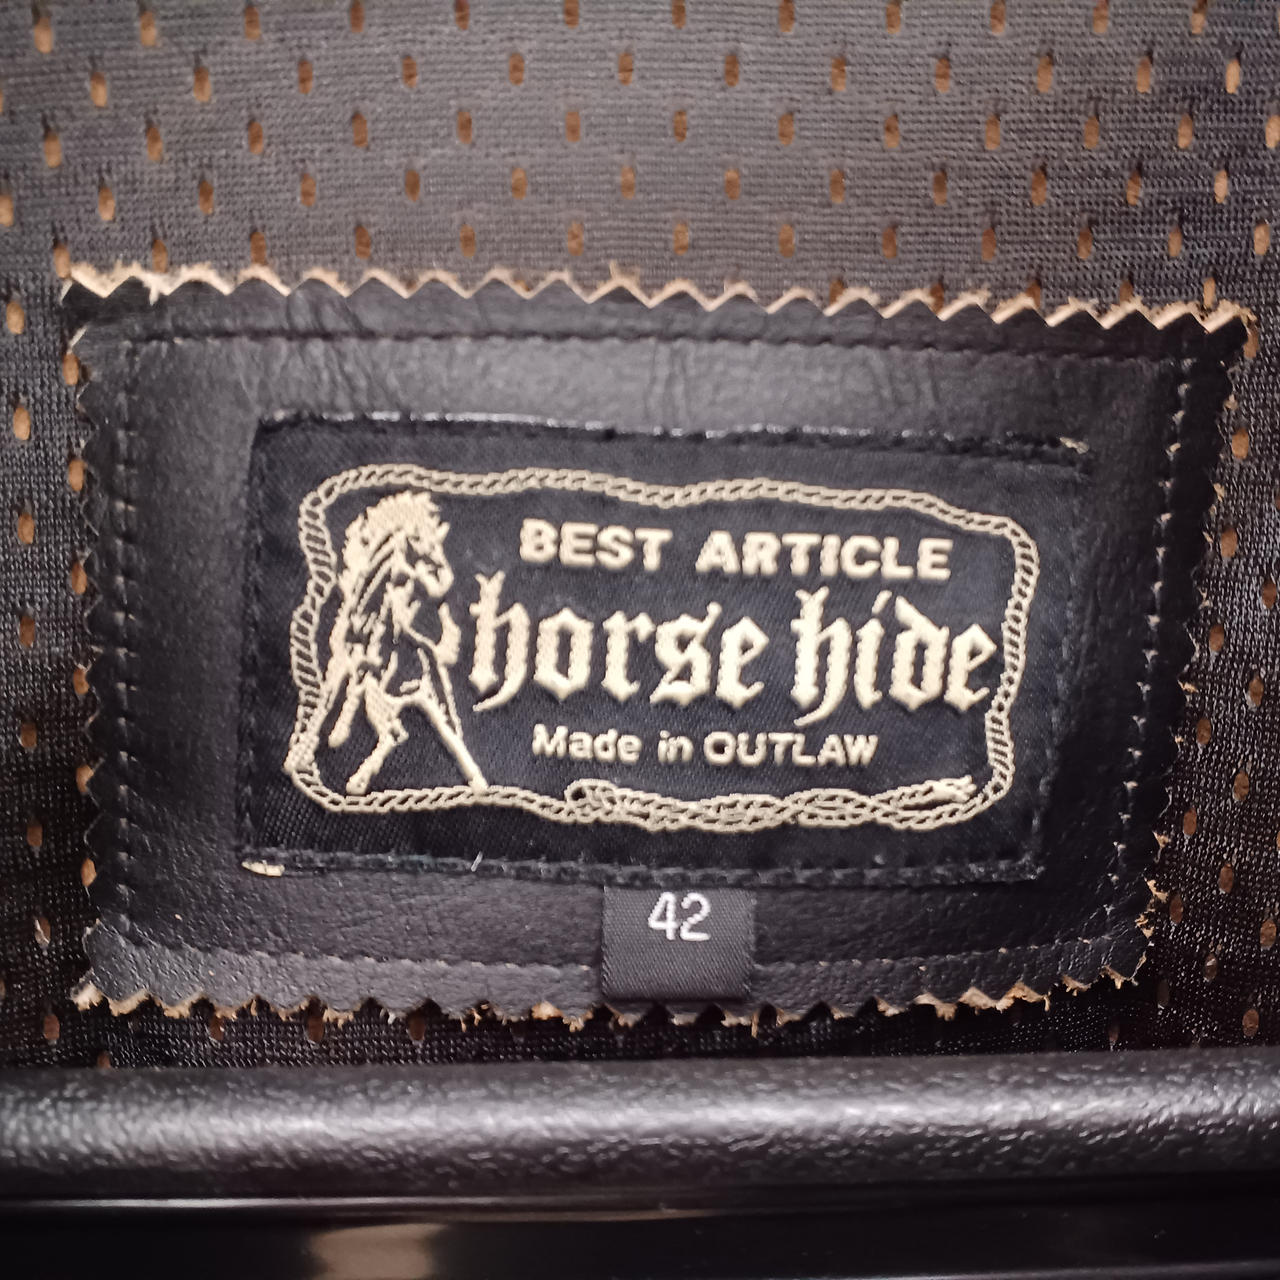 BEST ARTICLE
horse hide
Made in OUTLAW
42